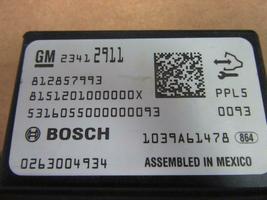 GM 23412911
812857993
8151201000000X PPL5
5316055000000093 0093
BOSCH 1039A61478 864
0263004934 ASSEMBLED IN MEXICO